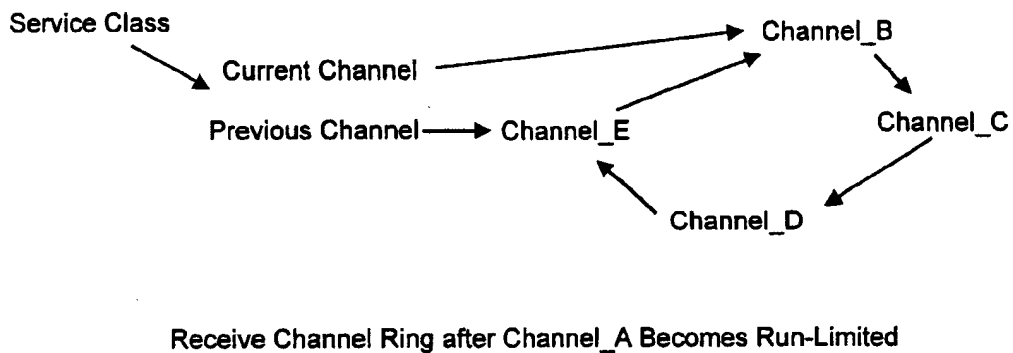 Service Class
Channel_B
Current Channel
Previous Channel
Channel_E
Channel_C
Channel_D
Receive Channel Ring after Channel_A Becomes Run-Limited